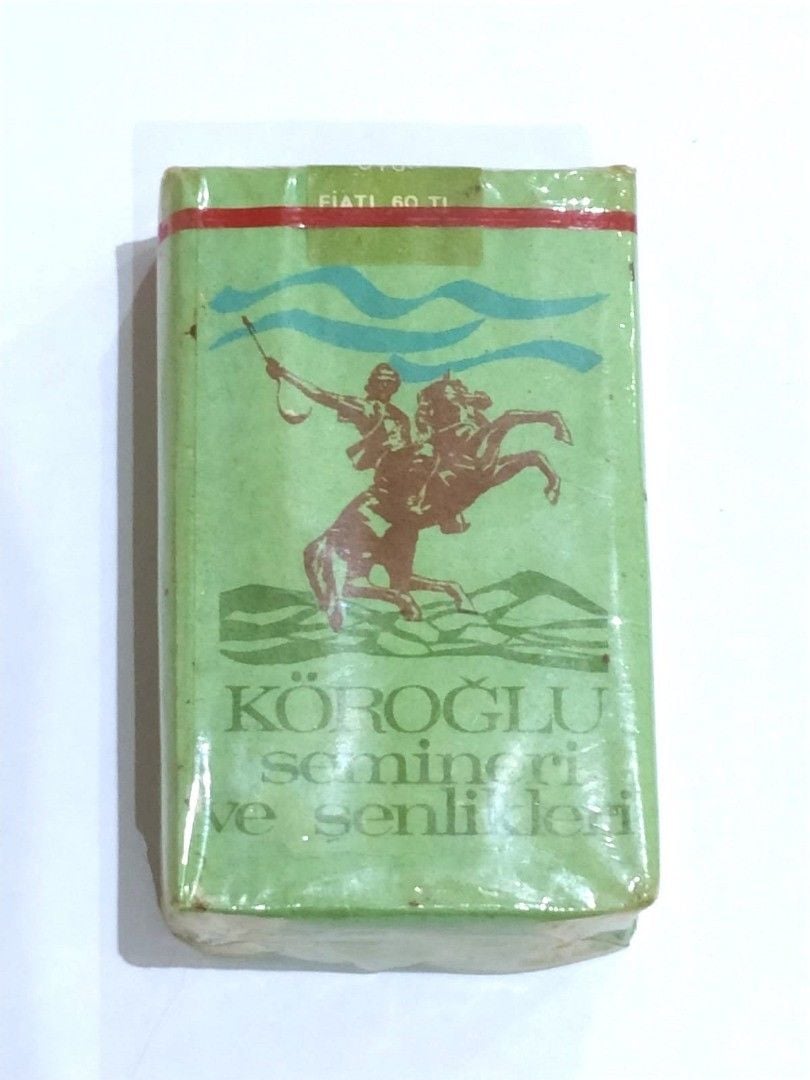 FİATI 60 TL
KÖROĞLU
semineri
ve şenlikleri